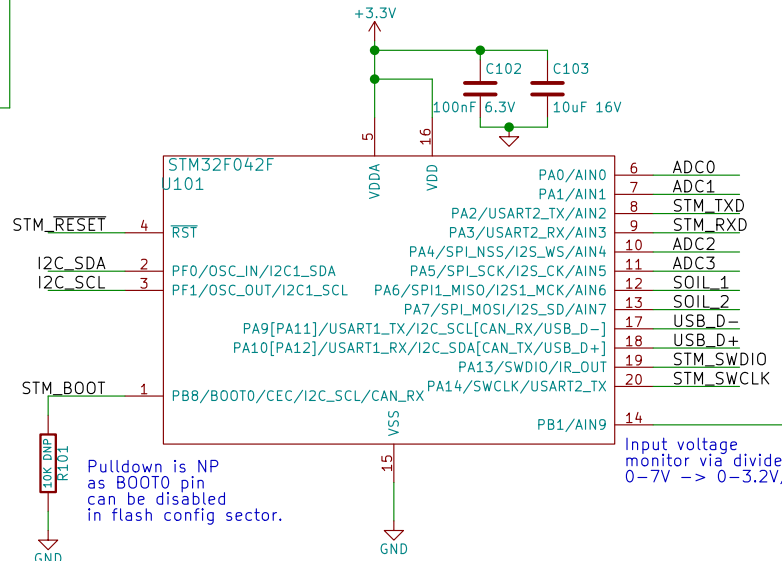 +3.3V
C102
C103
100nF 6.3V
10uF 16V
5
16
STM32F042F
U101
VDDA
VDD
PA0/AIN0
6
ADC0
PA1/AIN1
7
ADC1
PA2/USART2_TX/AIN2
8
STM_TXD
STM_RESET
4
RST
PA3/USART2_RX/AIN3
9
STM_RXD
PA4/SPI_NSS/I2S_WS/AIN4
10
ADC2
I2C_SDA
2
PF0/OSC_IN/I2C1_SDA
PA5/SPI_SCK/I2S_CK/AIN5
11
ADC3
I2C_SCL
3
PF1/OSC_OUT/I2C1_SCL
PA6/SPI1_MISO/I2S1_MCK/AIN6
12
SOIL_1
PA7/SPI_MOSI/I2S_SD/AIN7
13
SOIL_2
PA9[PA11]/USART1_TX/I2C_SCL[CAN_RX/USB_D-]
17
USB_D-
PA10[PA12]/USART1_RX/I2C_SDA[CAN_TX/USB_D+]
18
USB_D+
PA13/SWDIO/IR_OUT
19
STM_SWDIO
STM_BOOT
1
PB8/BOOT0/CEC/I2C_SCL/CAN_RX
PA14/SWCLK/USART2_TX
20
STM_SWCLK
VSS
PB1/AIN9
14
15
10K DNP
R101
Pulldown is NP
as BOOT0 pin
can be disabled
in flash config sector.
Input voltage
monitor via divide
0-7V -> 0-3.2V,
GND
GND